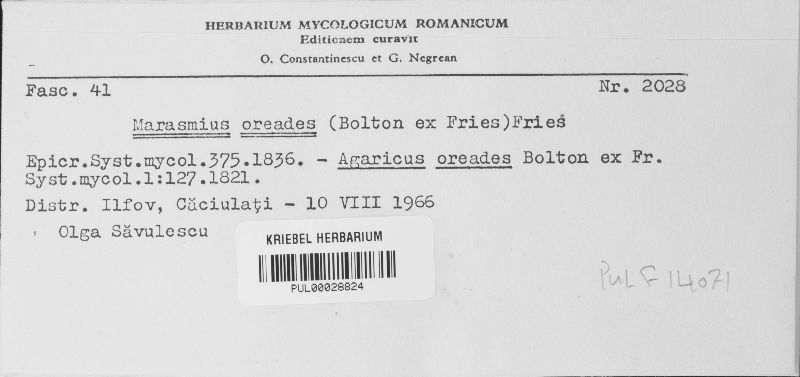 HERBARIUM MYCOLOGICUM ROMANICUM
Editionem curavit
O. Constantinescu et G. Negrean
Fasc. 41 Nr. 2028
Marasmius oreades (Bolton ex Fries)Fries
Epicr.Syst.mycol.375.1836. - Agaricus oreades Bolton ex Fr.
Syst.mycol.1:127.1821.
Distr. Ilfov, Căciulaţi - 10 VIII 1966
Olga Săvulescu
KRIEBEL HERBARIUM
PUL00028824
PUL F 14071